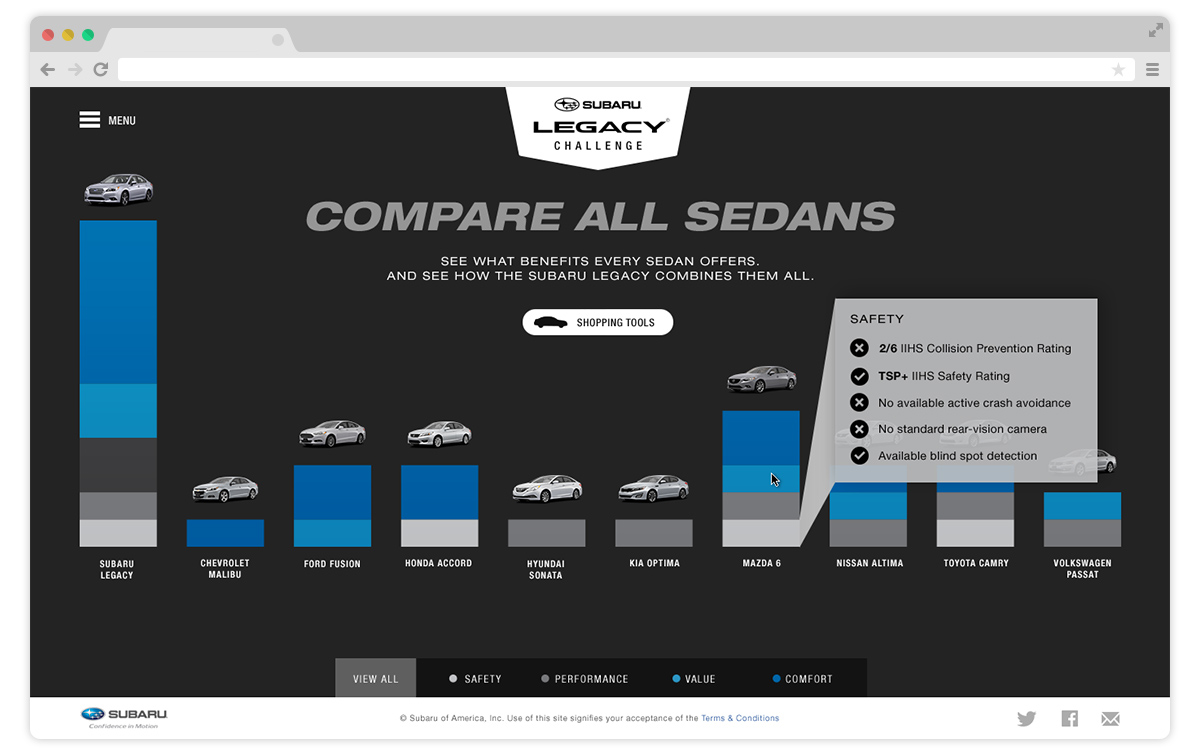 MENU
SUBARU
LEGACY®
CHALLENGE
COMPARE ALL SEDANS
SEE WHAT BENEFITS EVERY SEDAN OFFERS.
AND SEE HOW THE SUBARU LEGACY COMBINES THEM ALL.
SHOPPING TOOLS
SAFETY
2/6 IIHS Collision Prevention Rating
TSP+ IIHS Safety Rating
No available active crash avoidance
No standard rear-vision camera
Available blind spot detection
SUBARU
LEGACY
CHEVROLET
MALIBU
FORD FUSION
HONDA ACCORD
HYUNDAI
SONATA
KIA OPTIMA
MAZDA 6
NISSAN ALTIMA
TOYOTA CAMRY
VOLKSWAGEN
PASSAT
VIEW ALL
SAFETY
PERFORMANCE
VALUE
COMFORT
SUBARU
Confidence in Motion
© Subaru of America, Inc. Use of this site signifies your acceptance of the Terms & Conditions